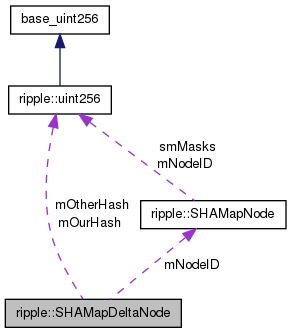 base_uint256
ripple::uint256
smMasks
mNodeID
mOtherHash
mOurHash
ripple::SHAMapNode
mNodeID
ripple::SHAMapDeltaNode